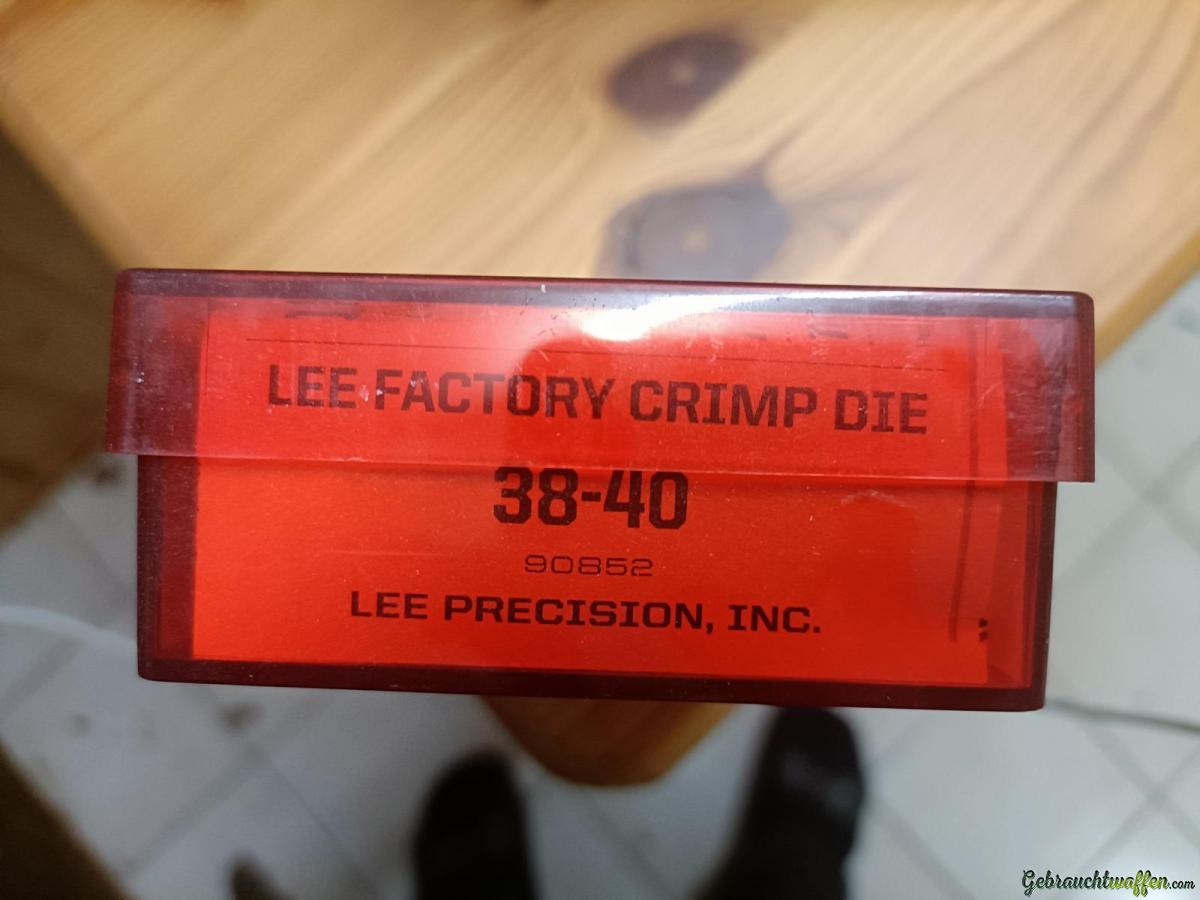 LEE FACTORY CRIMP DIE
38-40
90852
LEE PRECISION, INC.
Gebrauchtwaffen.com